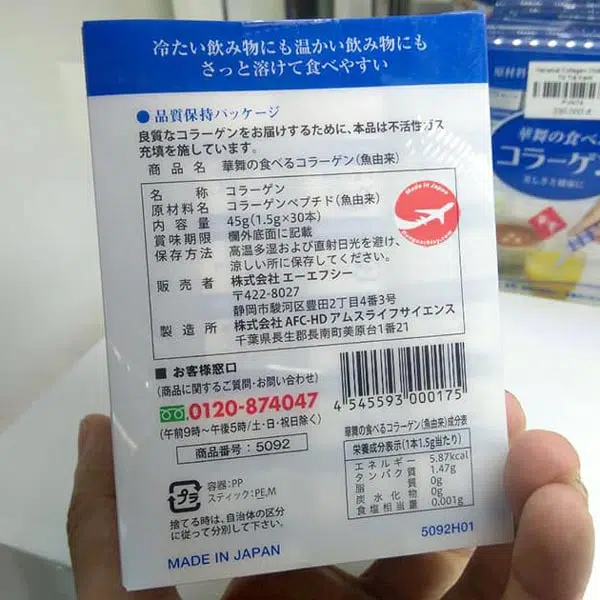 冷たい飲み物にも温かい飲み物にも
さっと溶けて食べやすい
● 品質保持パッケージ
良質なコラーゲンをお届けするために、本品は不活性ガス
充填を施しています。
商品名 華舞の食べるコラーゲン(魚由来)
名称 コラーゲン
原材料名 コラーゲンペプチド(魚由来)
内容量 45g(1.5g×30本)
賞味期限 欄外底面に記載
保存方法 高温多湿および直射日光を避け、
涼しい所に保存してください。
販売者 株式会社エーエフシー
〒422-8027
静岡市駿河区豊田2丁目4番3号
製造所 株式会社 AFC-HD アムスライフサイエンス
千葉県長生郡長南町美原台1番21
Made in Japan
■ お客様窓口
(商品に関するご質問・お問い合わせ)
0120-874047
(午前9時~午後5時/土・日・祝日除く)
商品番号:5092
4 545593 000175
華舞の食べるコラーゲン(魚由来)成分表
栄養成分表示(1本1.5g当たり)
エネルギー 5.87kcal
タンパク質 1.47g
脂質 0g
炭水化物 0g
食塩相当量 0.001g
プラ
容器:PP
スティック:PE,M
捨てる時は、自治体の区分
に従って分別して下さい。
MADE IN JAPAN
5092H01
原材料
華舞の食べ
コラーゲン
美しさと健康に